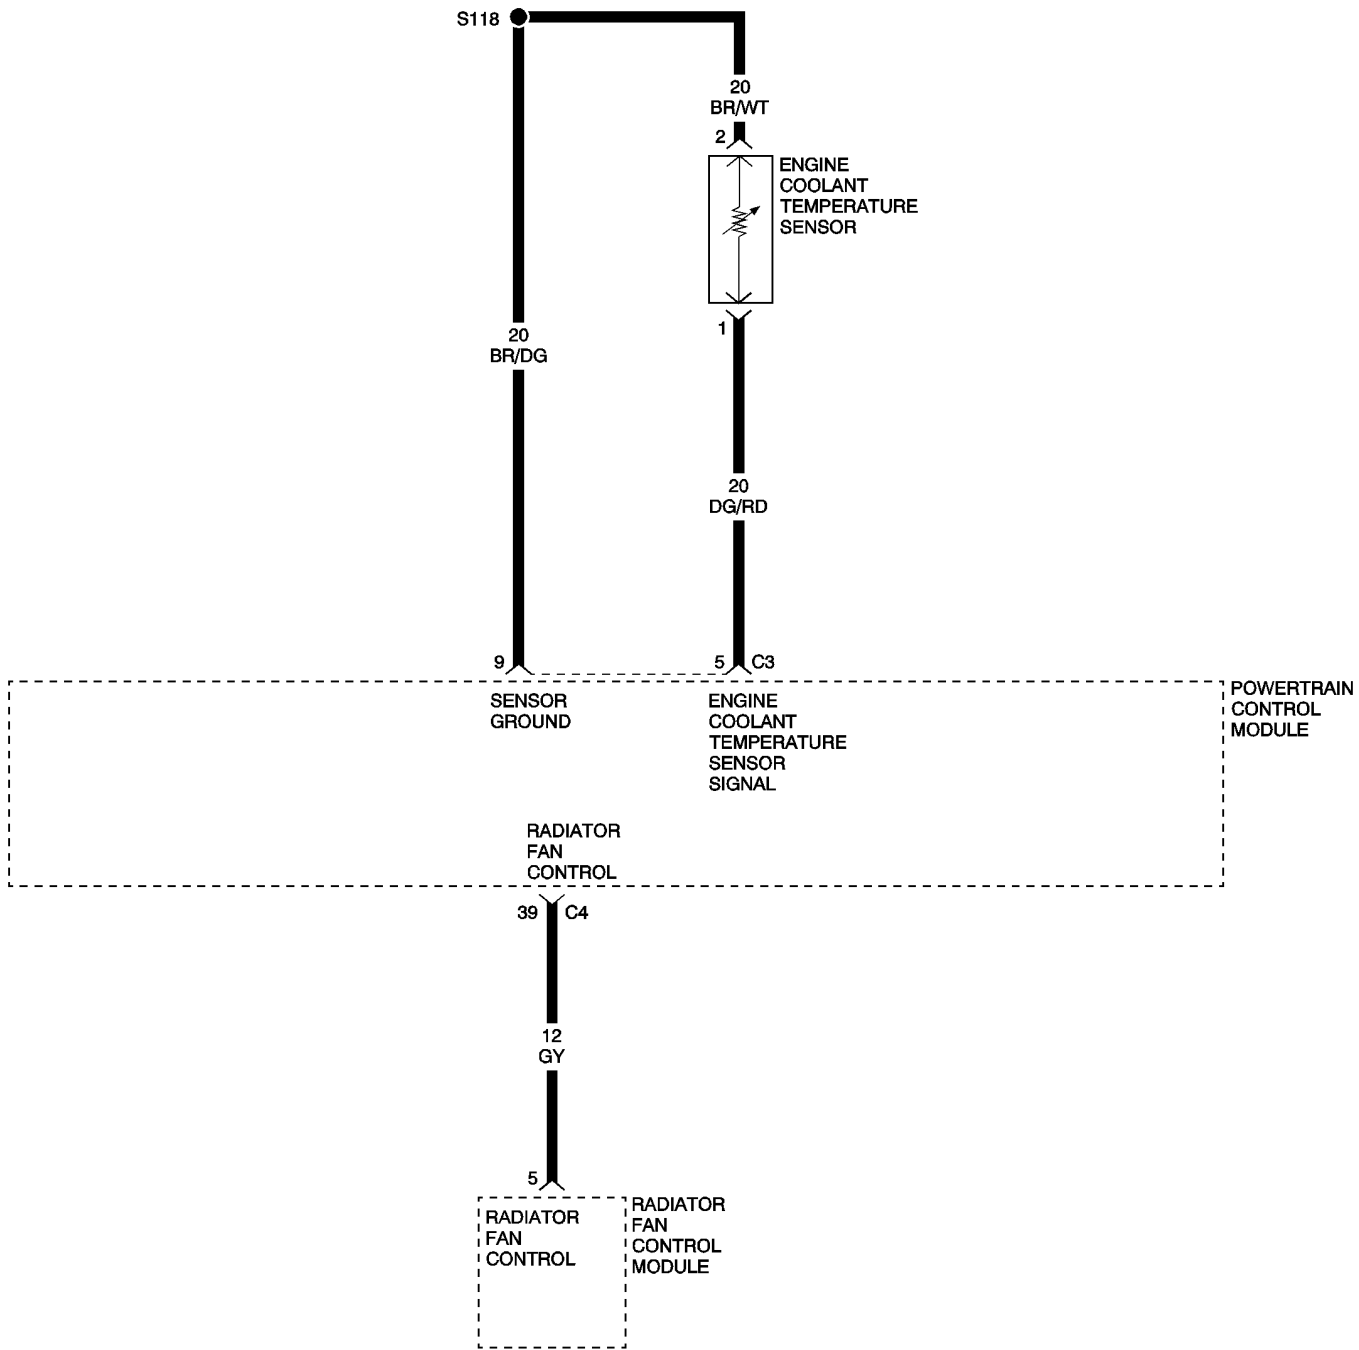 S118
20
BR/WT
2
ENGINE
COOLANT
TEMPERATURE
SENSOR
1
20
BR/DG
20
DG/RD
9
5 C3
SENSOR
GROUND
ENGINE
COOLANT
TEMPERATURE
SENSOR
SIGNAL
POWERTRAIN
CONTROL
MODULE
RADIATOR
FAN
CONTROL
39 C4
12
GY
5
RADIATOR
FAN
CONTROL
RADIATOR
FAN
CONTROL
MODULE